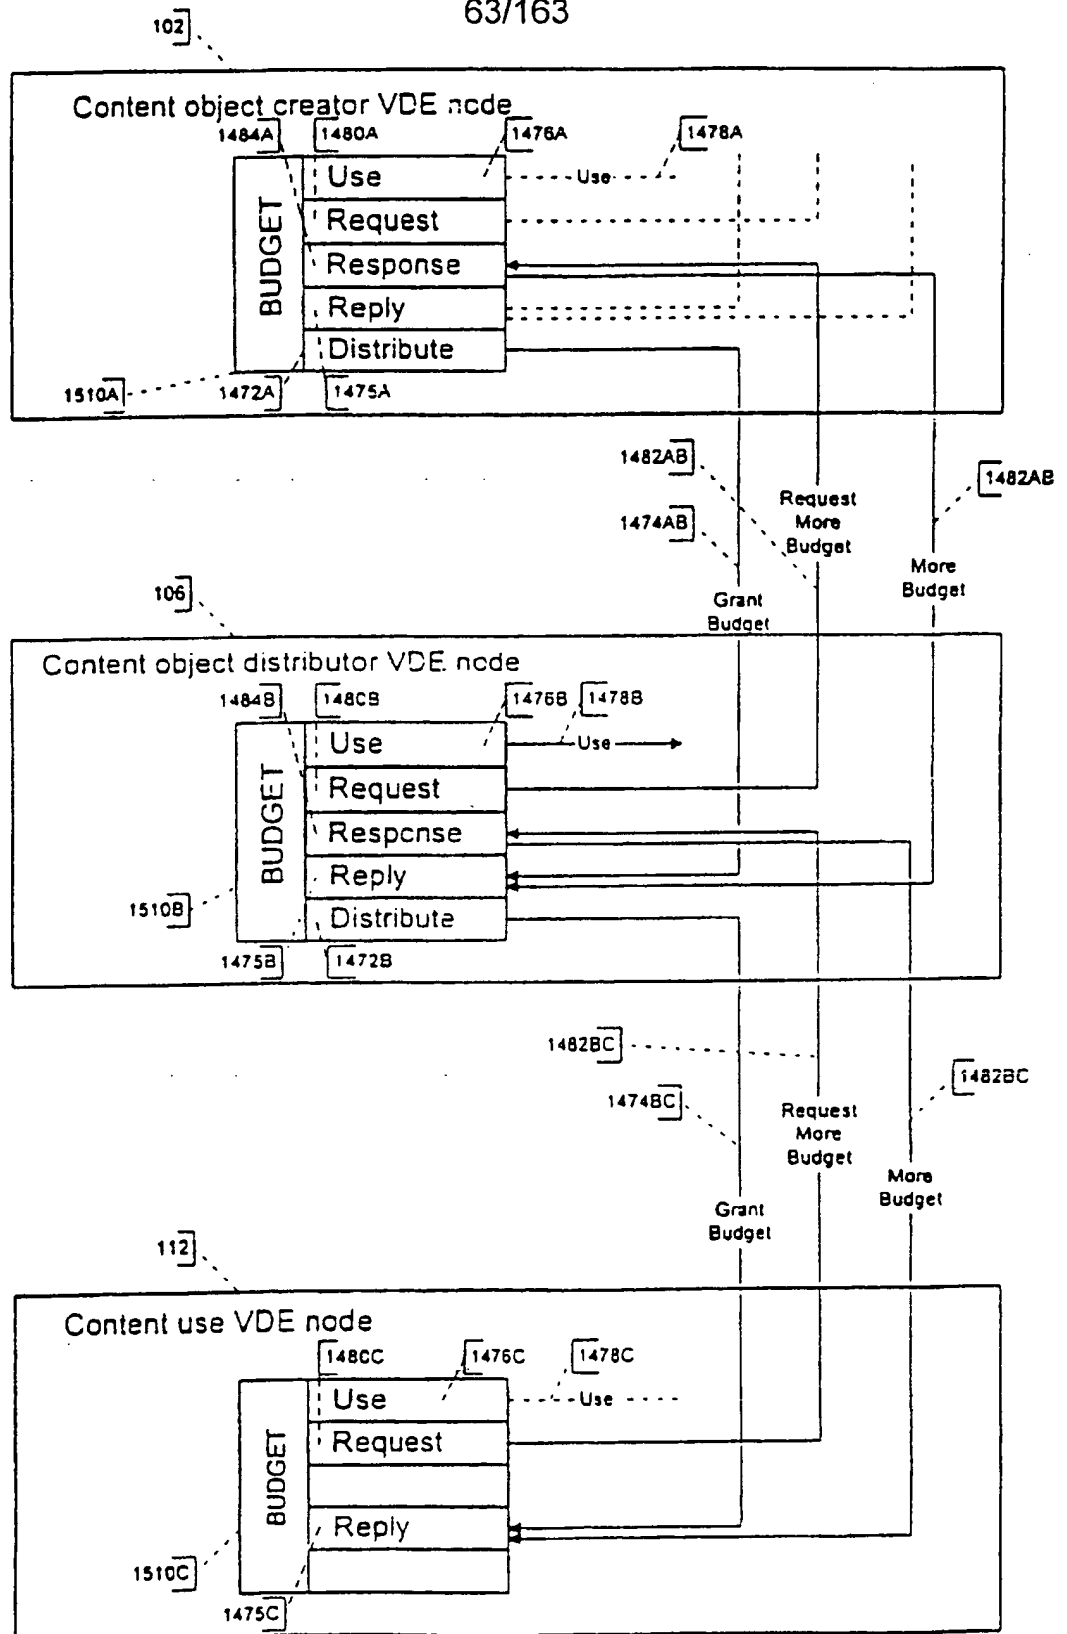 63/163
102
Content object creator VDE node
1484A
1480A
1476A
1478A
BUDGET
Use
Use
Request
Response
Reply
Distribute
1510A
1472A
1475A
1482AB
1482AB
Request
More
Budget
1474AB
More
Budget
Grant
Budget
106
Content object distributor VDE node
1484B
1480B
1476B
1478B
BUDGET
Use
Use
Request
Response
Reply
Distribute
1510B
1475B
1472B
1482BC
1482BC
1474BC
Request
More
Budget
More
Budget
Grant
Budget
112
Content use VDE node
1480C
1476C
1478C
BUDGET
Use
Use
Request
Reply
1510C
1475C